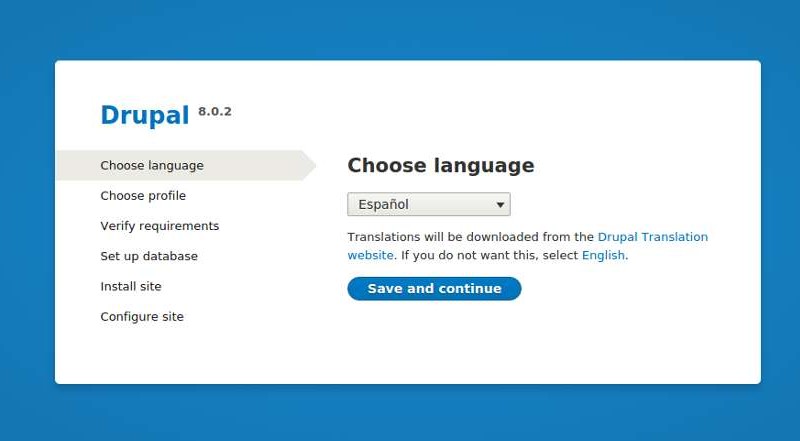 Drupal 8.0.2
Choose language
Choose profile
Verify requirements
Set up database
Install site
Configure site
Choose language
Español
Translations will be downloaded from the Drupal Translation
website. If you do not want this, select English.
Save and continue